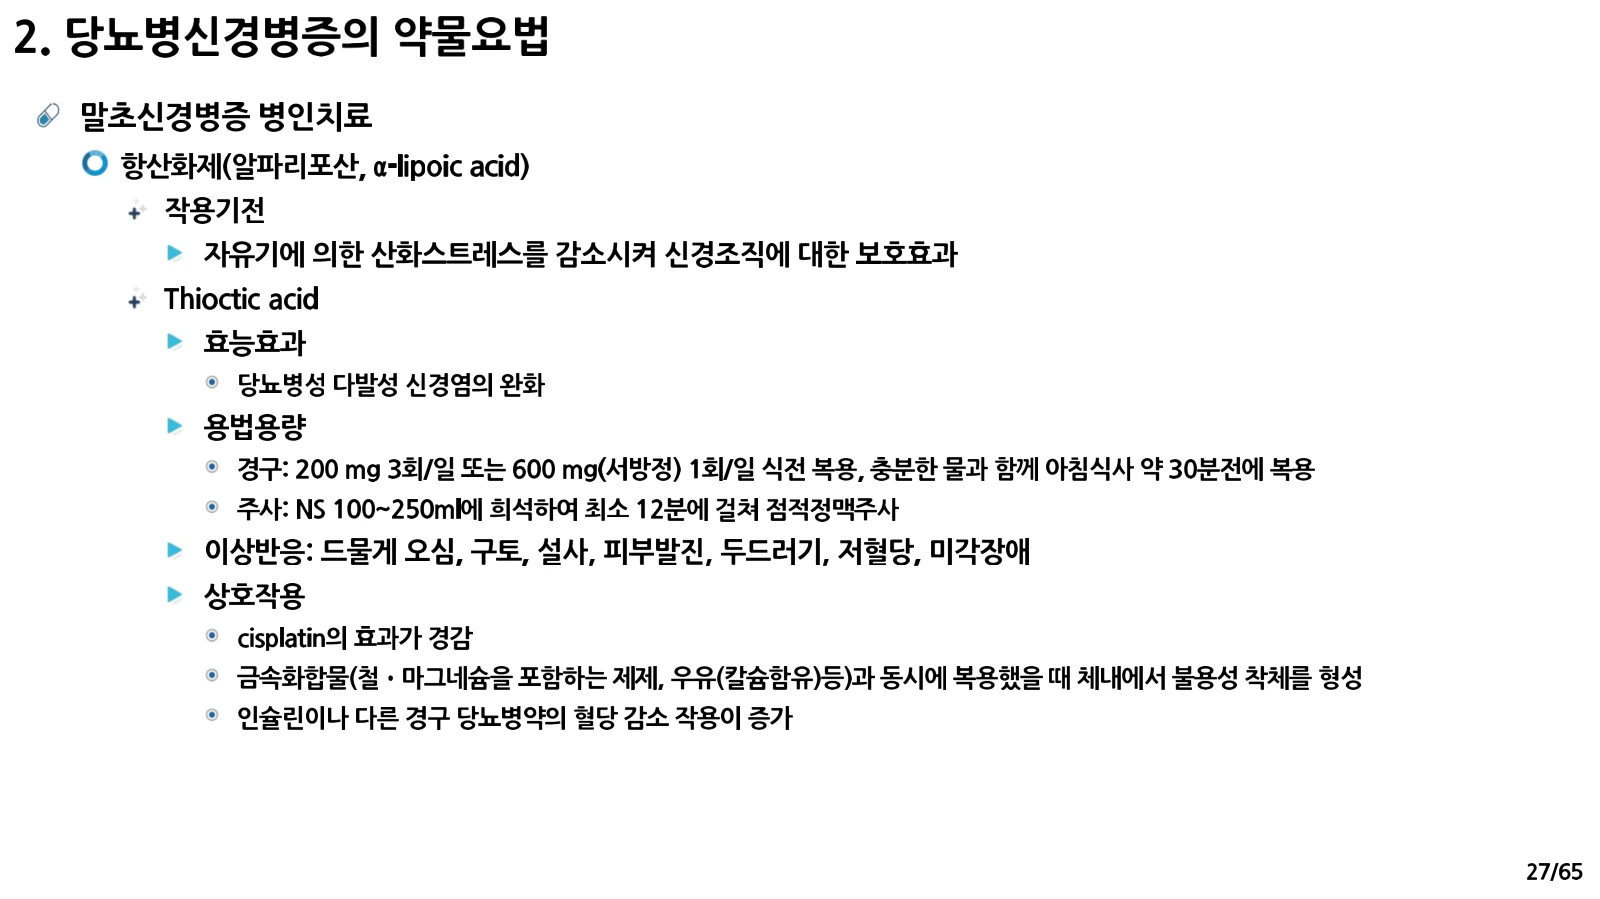 2. 당뇨병신경병증의 약물요법
말초신경병증 병인치료
항산화제(알파리포산, α-lipoic acid)
작용기전
자유기에 의한 산화스트레스를 감소시켜 신경조직에 대한 보호효과
Thioctic acid
효능효과
당뇨병성 다발성 신경염의 완화
용법용량
경구: 200 mg 3회/일 또는 600 mg(서방정) 1회/일 식전 복용, 충분한 물과 함께 아침식사 약 30분전에 복용
주사: NS 100~250ml에 희석하여 최소 12분에 걸쳐 점적정맥주사
이상반응: 드물게 오심, 구토, 설사, 피부발진, 두드러기, 저혈당, 미각장애
상호작용
cisplatin의 효과가 경감
금속화합물(철・마그네슘을 포함하는 제제, 우유(칼슘함유)등)과 동시에 복용했을 때 체내에서 불용성 착체를 형성
인슐린이나 다른 경구 당뇨병약의 혈당 감소 작용이 증가
27/65